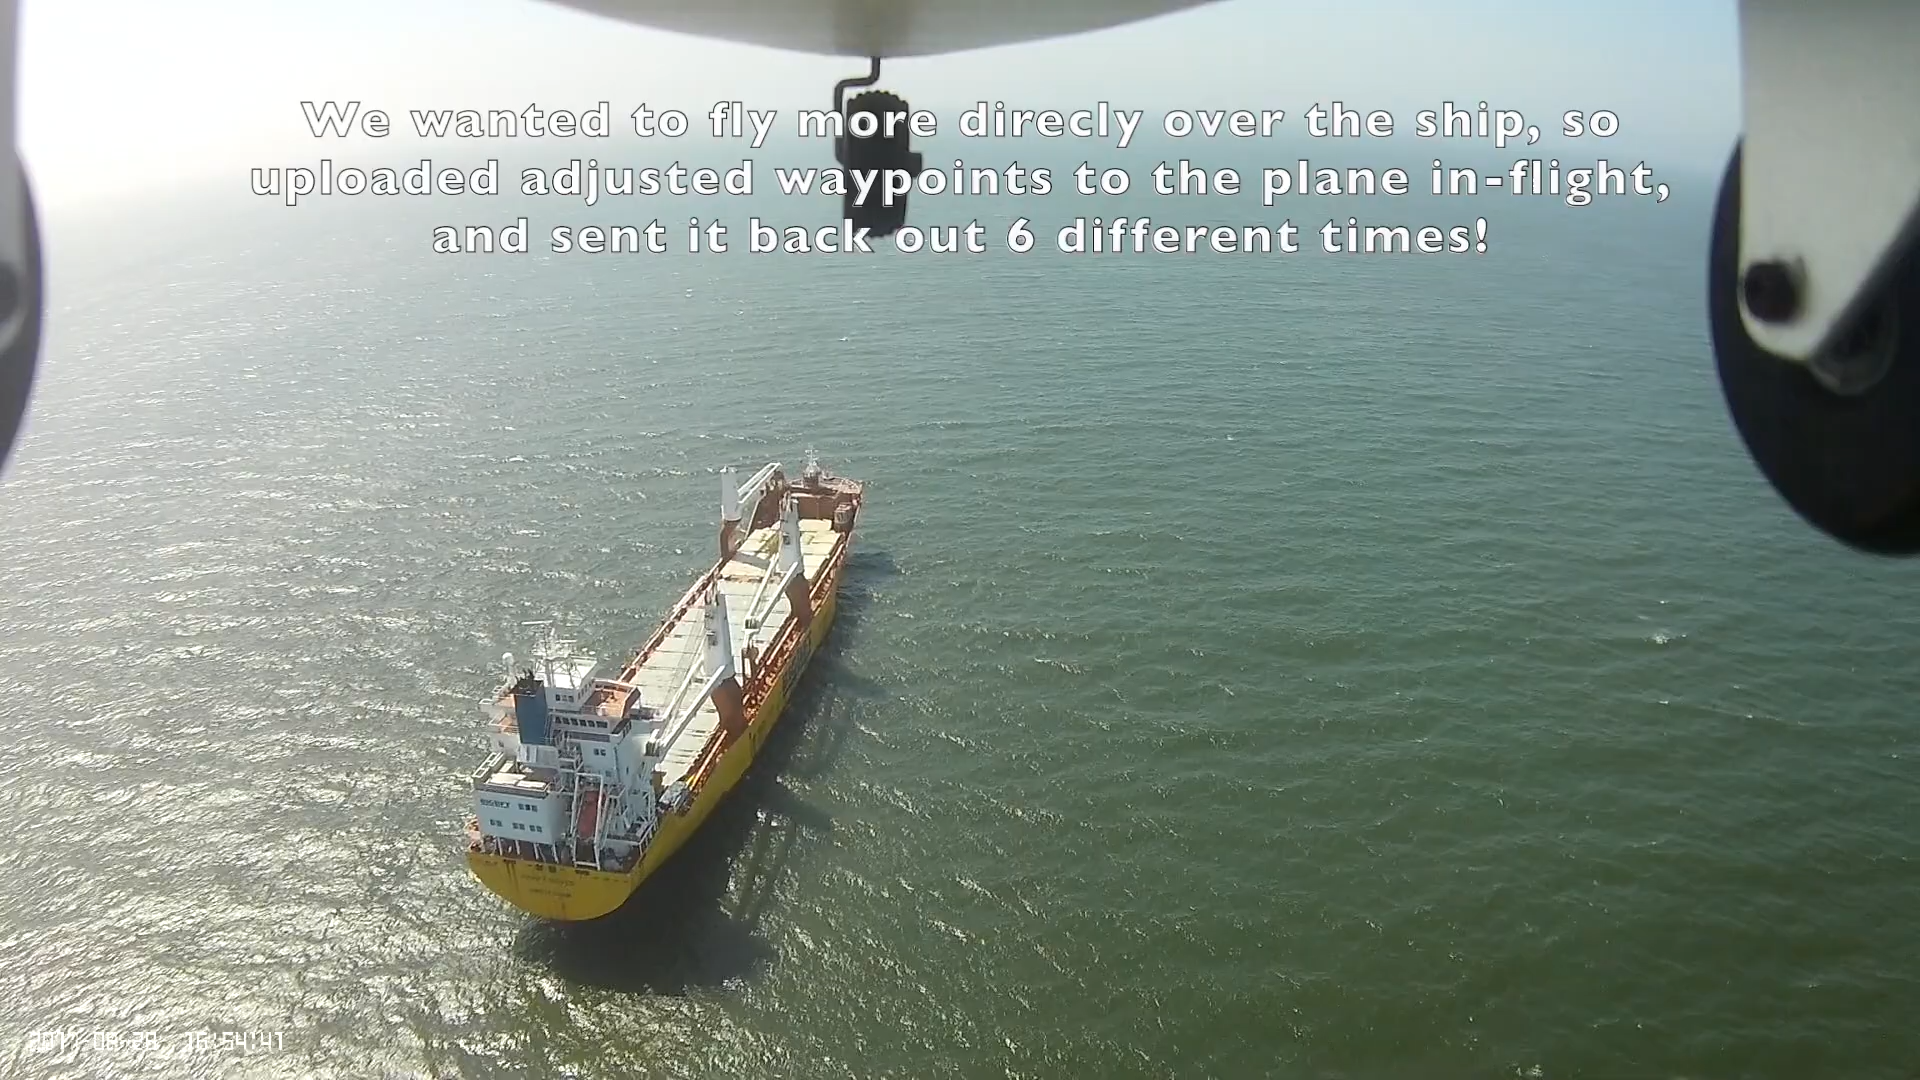 We wanted to fly more direcly over the ship, so
uploaded adjusted waypoints to the plane in-flight,
and sent it back out 6 different times!